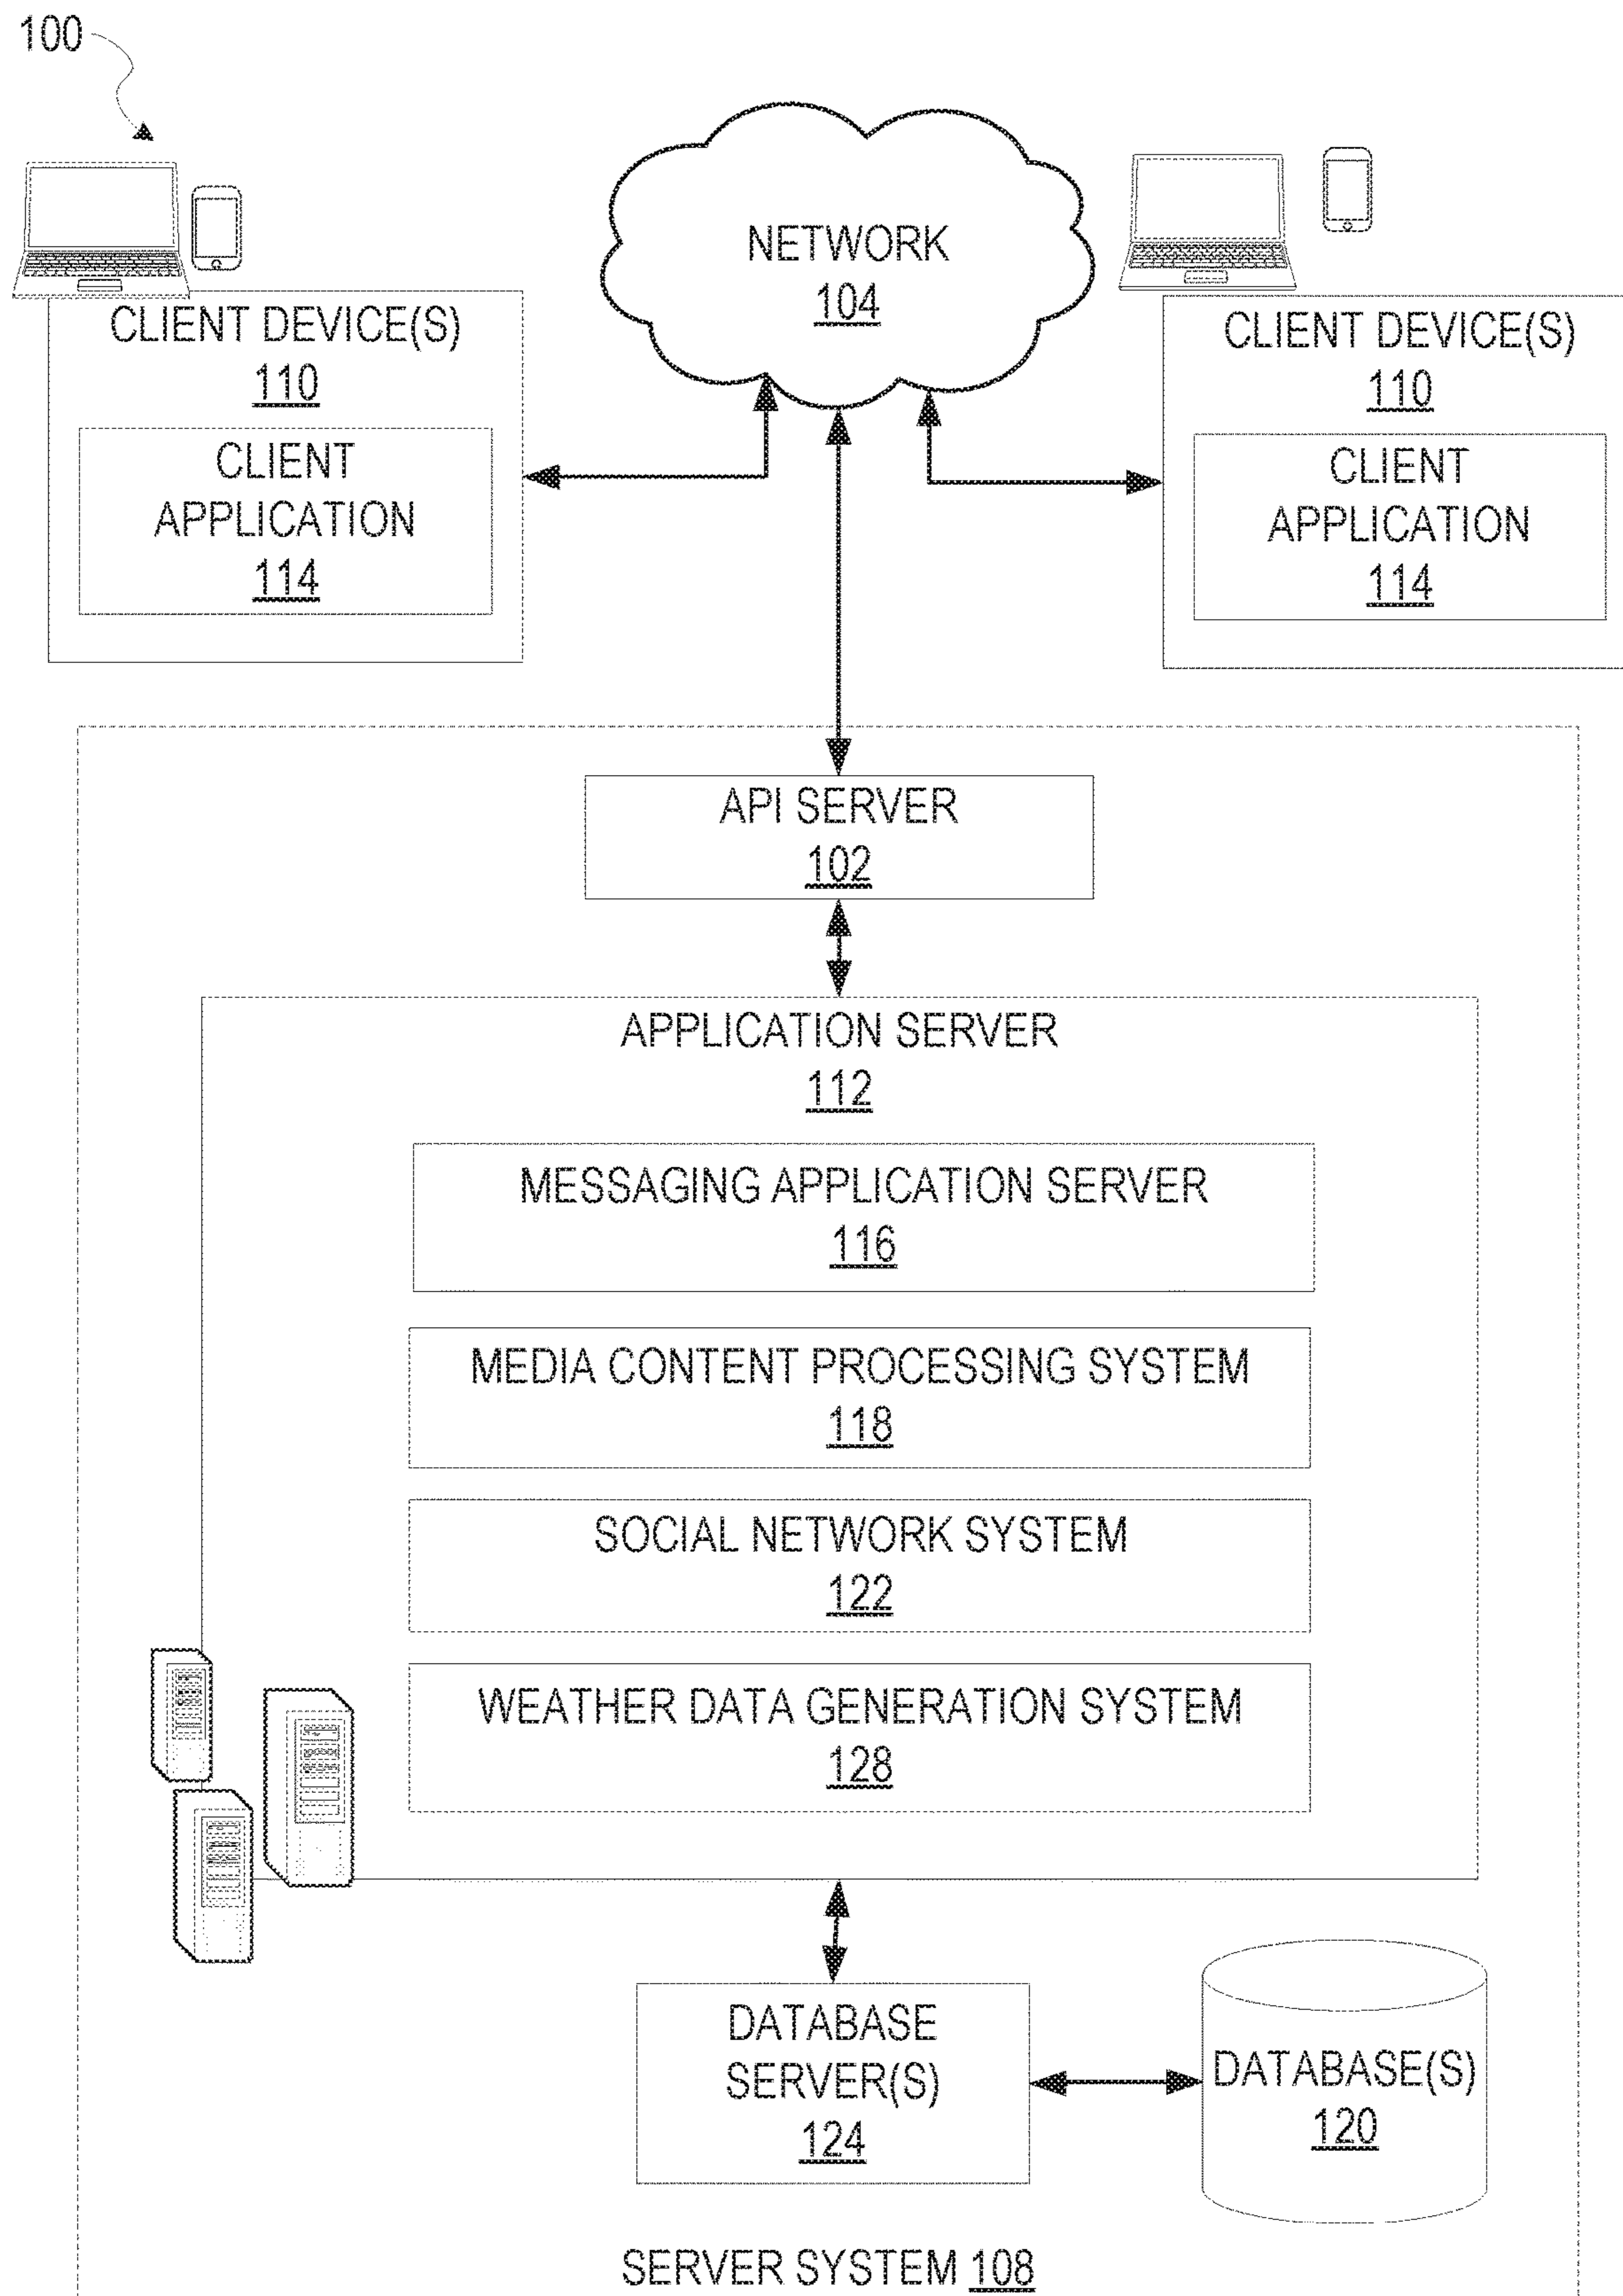 100
NETWORK
104
CLIENT DEVICE(S)
110
CLIENT
APPLICATION
114
CLIENT DEVICE(S)
110
CLIENT
APPLICATION
114
API SERVER
102
APPLICATION SERVER
112
MESSAGING APPLICATION SERVER
116
MEDIA CONTENT PROCESSING SYSTEM
118
SOCIAL NETWORK SYSTEM
122
WEATHER DATA GENERATION SYSTEM
128
DATABASE
SERVER(S)
124
DATABASE(S)
120
SERVER SYSTEM 108